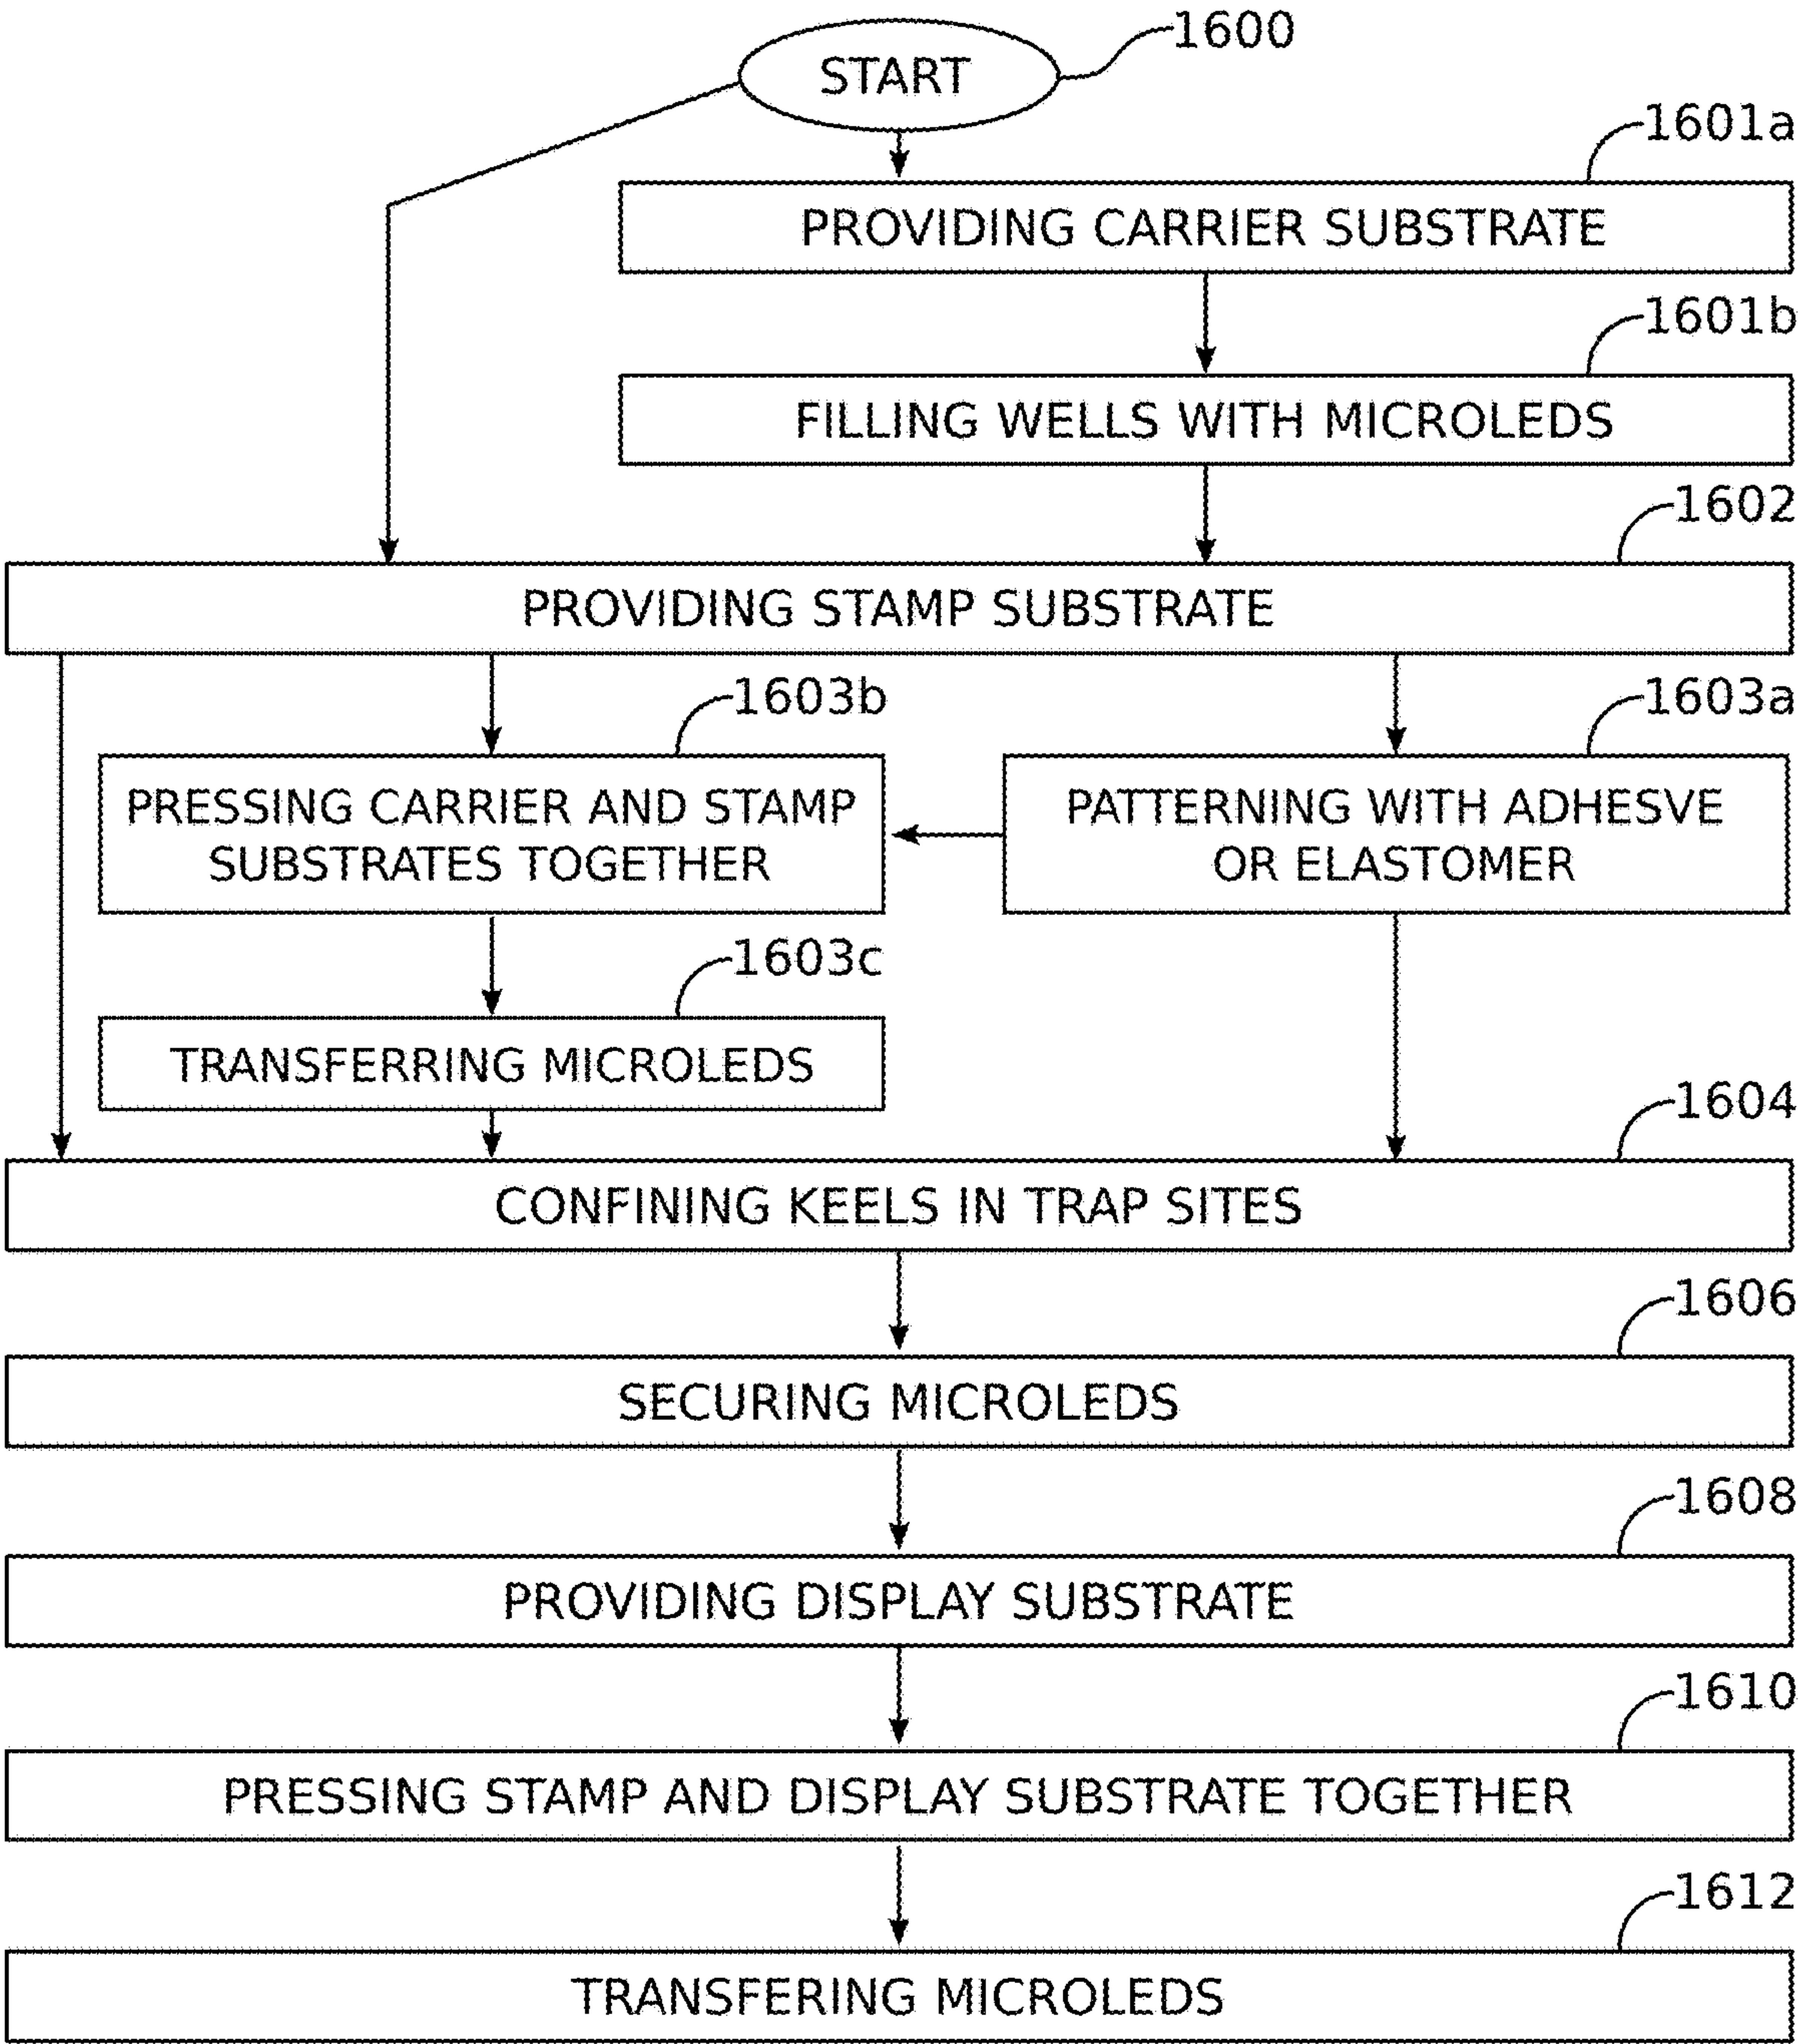 1600
START
1601a
PROVIDING CARRIER SUBSTRATE
1601b
FILLING WELLS WITH MICROLEDS
1602
PROVIDING STAMP SUBSTRATE
1603b
1603a
PRESSING CARRIER AND STAMP
SUBSTRATES TOGETHER
PATTERNING WITH ADHESVE
OR ELASTOMER
1603c
TRANSFERRING MICROLEDS
1604
CONFINING KEELS IN TRAP SITES
1606
SECURING MICROLEDS
1608
PROVIDING DISPLAY SUBSTRATE
1610
PRESSING STAMP AND DISPLAY SUBSTRATE TOGETHER
1612
TRANSFERING MICROLEDS